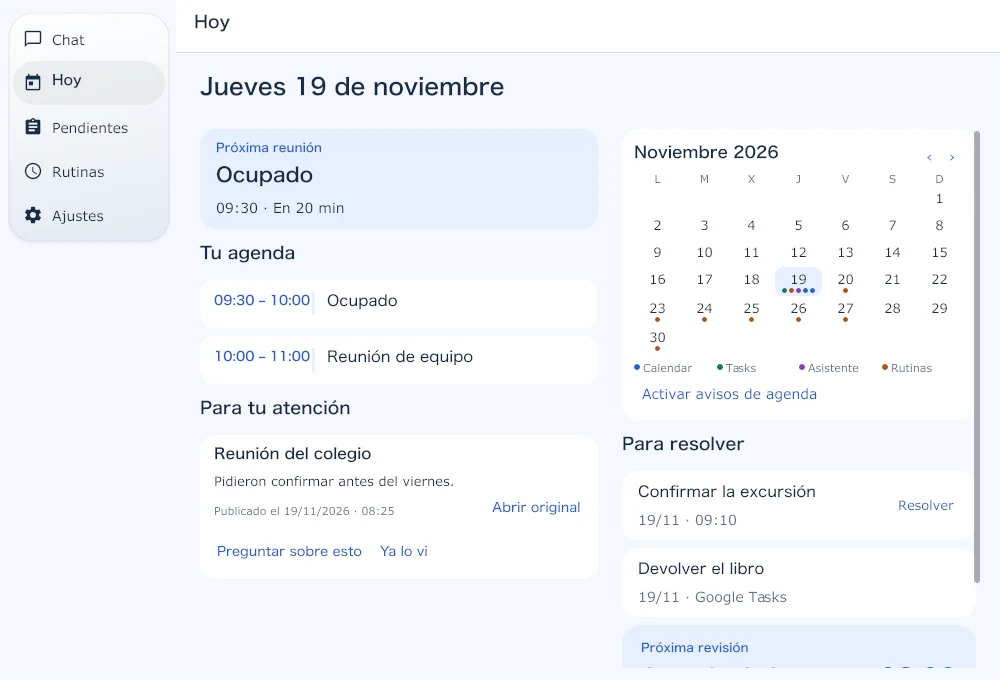 Chat
Hoy
Pendientes
Rutinas
Ajustes
Hoy
Jueves 19 de noviembre
Próxima reunión
Ocupado
09:30 · En 20 min
Tu agenda
09:30 – 10:00 Ocupado
10:00 – 11:00 Reunión de equipo
Para tu atención
Reunión del colegio
Pidieron confirmar antes del viernes.
Publicado el 19/11/2026 · 08:25
Abrir original
Preguntar sobre esto Ya lo vi
Noviembre 2026 ‹ ›
L M X J V S D
1
2 3 4 5 6 7 8
9 10 11 12 13 14 15
16 17 18 19 20 21 22
23 24 25 26 27 28 29
30
Calendar Tasks Asistente Rutinas
Activar avisos de agenda
Para resolver
Confirmar la excursión
19/11 · 09:10
Resolver
Devolver el libro
19/11 · Google Tasks
Próxima revisión